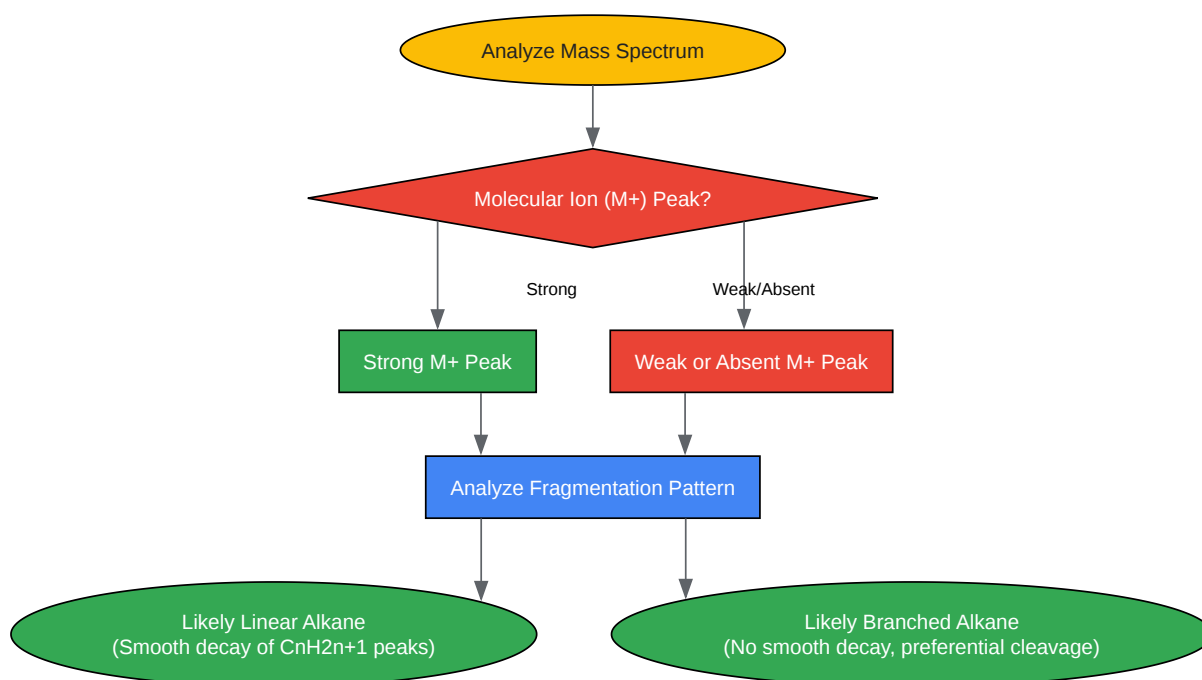 Analyze Mass Spectrum
Molecular Ion (M+) Peak?
Strong
Weak/Absent
Strong M+ Peak
Weak or Absent M+ Peak
Analyze Fragmentation Pattern
Likely Linear Alkane
(Smooth decay of CnH2n+1 peaks)
Likely Branched Alkane
(No smooth decay, preferential cleavage)